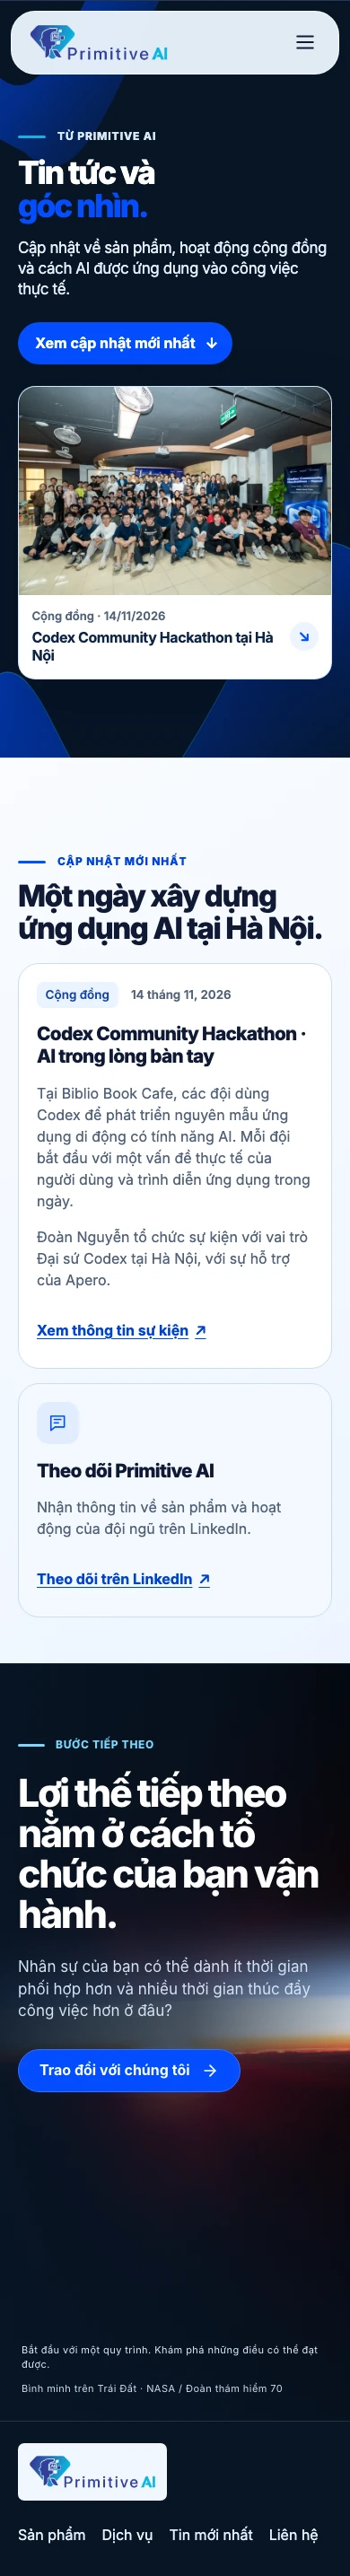 Primitive AI
TỪ PRIMITIVE AI
Tin tức và
góc nhìn.
Cập nhật về sản phẩm, hoạt động cộng đồng
và cách AI được ứng dụng vào công việc
thực tế.
Xem cập nhật mới nhất ↓
Cộng đồng · 14/11/2026
Codex Community Hackathon tại Hà
Nội
CẬP NHẬT MỚI NHẤT
Một ngày xây dựng
ứng dụng AI tại Hà Nội.
Cộng đồng 14 tháng 11, 2026
Codex Community Hackathon ·
AI trong lòng bàn tay
Tại Biblio Book Cafe, các đội dùng
Codex để phát triển nguyên mẫu ứng
dụng di động có tính năng AI. Mỗi đội
bắt đầu với một vấn đề thực tế của
người dùng và trình diễn ứng dụng trong
ngày.
Đoàn Nguyễn tổ chức sự kiện với vai trò
Đại sứ Codex tại Hà Nội, với sự hỗ trợ
của Apero.
Xem thông tin sự kiện ↗
Theo dõi Primitive AI
Nhận thông tin về sản phẩm và hoạt
động của đội ngũ trên LinkedIn.
Theo dõi trên LinkedIn ↗
BƯỚC TIẾP THEO
Lợi thế tiếp theo
nằm ở cách tổ
chức của bạn vận
hành.
Nhân sự của bạn có thể dành ít thời gian
phối hợp hơn và nhiều thời gian thúc đẩy
công việc hơn ở đâu?
Trao đổi với chúng tôi →
Bắt đầu với một quy trình. Khám phá những điều có thể đạt
được.
Bình minh trên Trái Đất · NASA / Đoàn thám hiểm 70
Primitive AI
Sản phẩm Dịch vụ Tin mới nhất Liên hệ